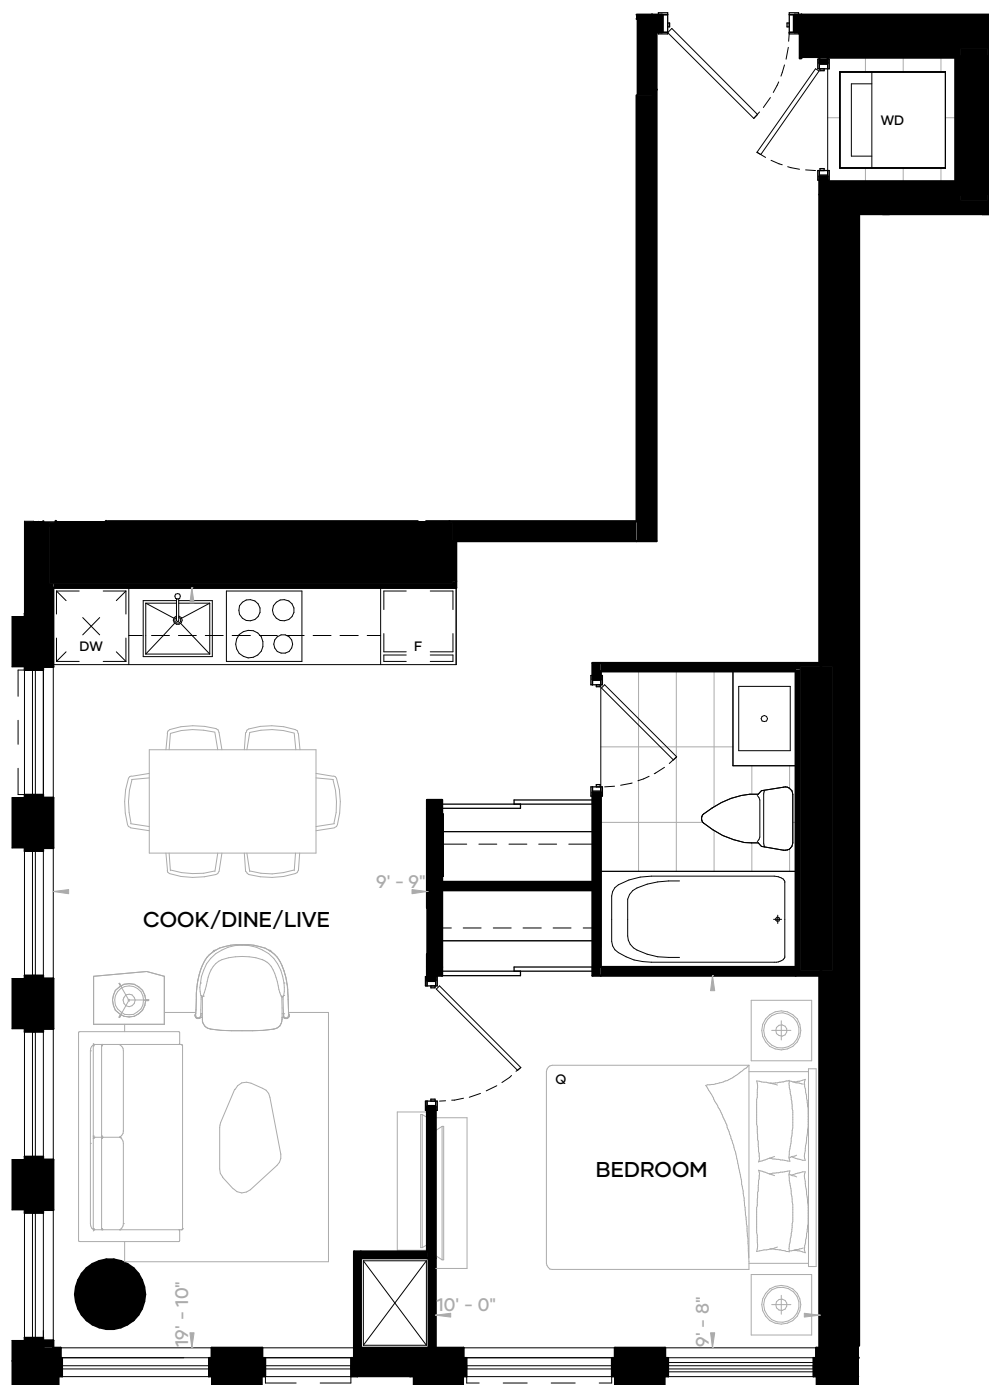 WD
DW
F
9' - 9"
COOK/DINE/LIVE
Q
BEDROOM
19' - 10"
10' - 0"
9' - 8"